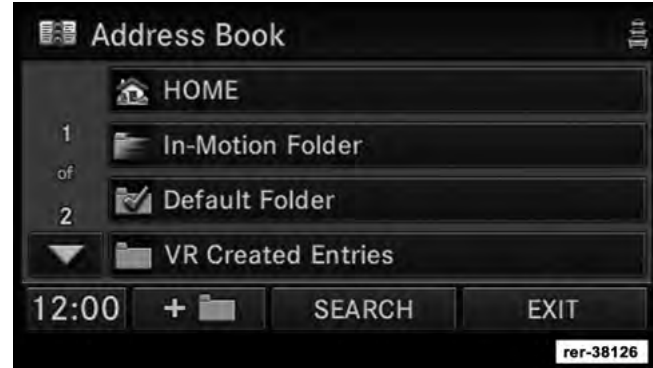 Address Book
HOME
1
of
2
In-Motion Folder
Default Folder
VR Created Entries
12:00 + SEARCH EXIT
rer-38126